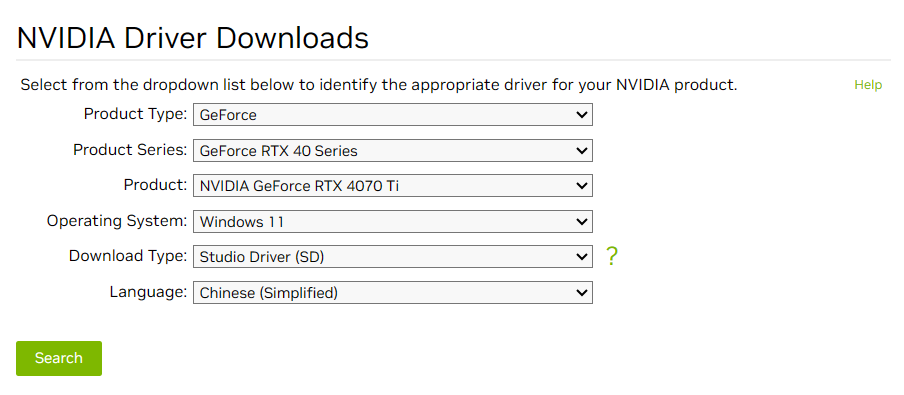 NVIDIA Driver Downloads
Select from the dropdown list below to identify the appropriate driver for your NVIDIA product. Help
Product Type: GeForce
Product Series: GeForce RTX 40 Series
Product: NVIDIA GeForce RTX 4070 Ti
Operating System: Windows 11
Download Type: Studio Driver (SD) ?
Language: Chinese (Simplified)
Search